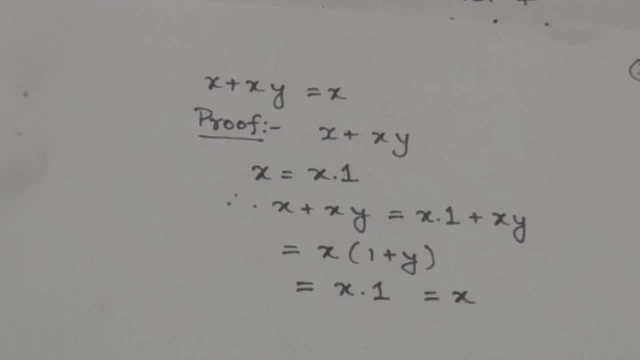 x + xy = x
Proof:- x + xy
x = x.1
∴ x + xy = x.1 + xy
= x(1+y)
= x.1 = x